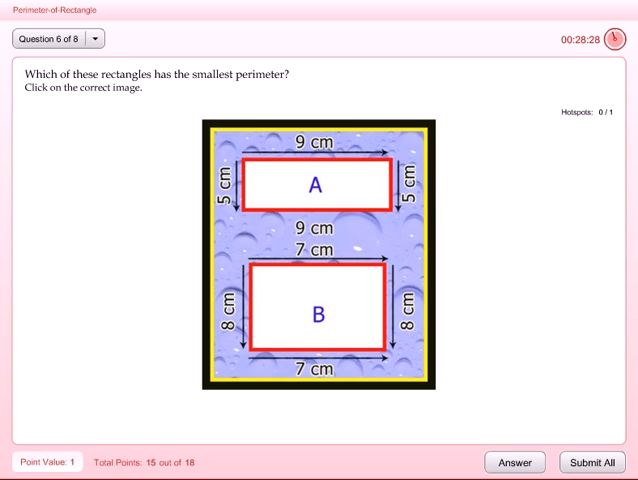 Perimeter-of-Rectangle
Question 6 of 8
00:28:28
Which of these rectangles has the smallest perimeter?
Click on the correct image.
Hotspots: 0 / 1
9 cm
5 cm
A
5 cm
9 cm
7 cm
8 cm
B
8 cm
7 cm
Point Value: 1
Total Points: 15 out of 18
Answer
Submit All